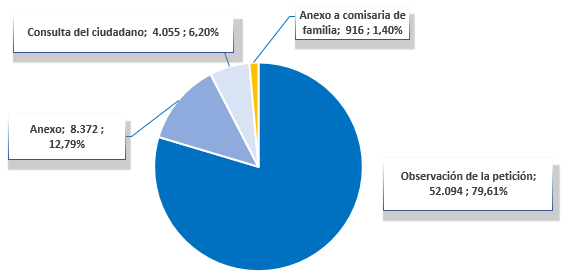 Consulta del ciudadano;  4.055 ; 6,20%
Anexo a comisaria de
familia;  916 ; 1,40%
Anexo;  8.372 ;
12,79%
Observación de la petición;
52.094 ; 79,61%